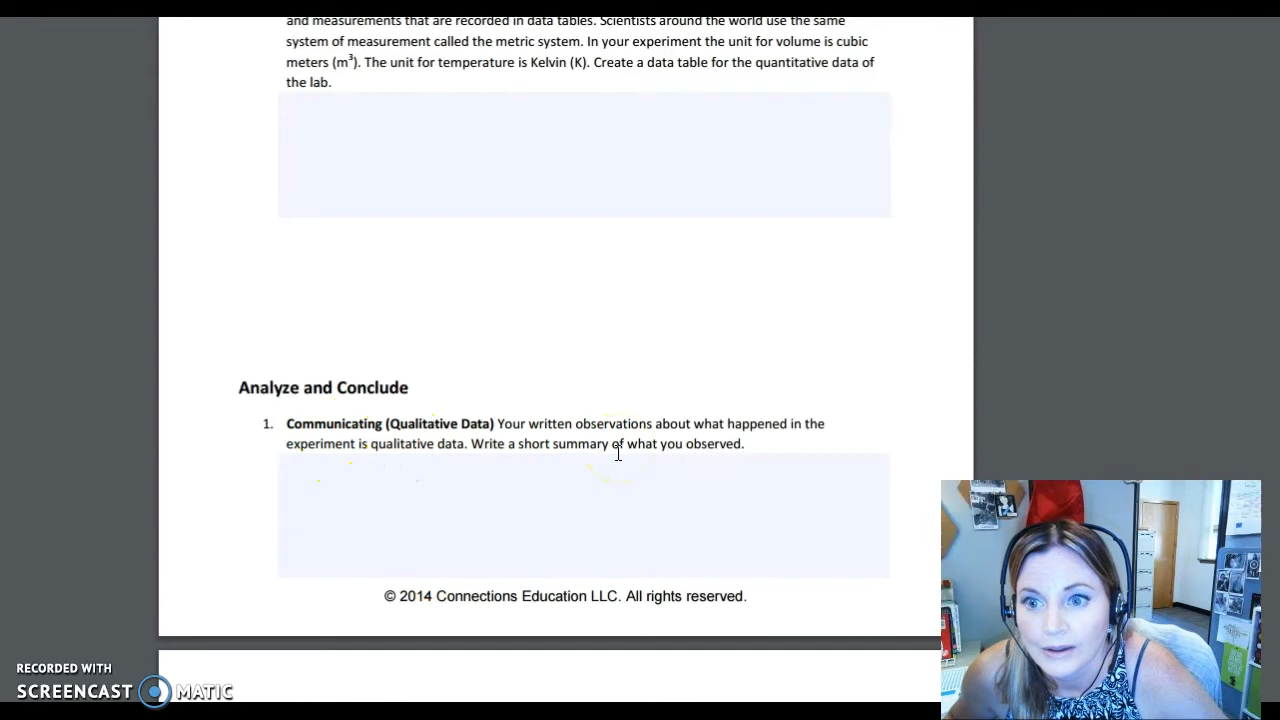 and measurements that are recorded in data tables. Scientists around the world use the same
system of measurement called the metric system. In your experiment the unit for volume is cubic
meters (m³). The unit for temperature is Kelvin (K). Create a data table for the quantitative data of
the lab.
Analyze and Conclude
1. Communicating (Qualitative Data) Your written observations about what happened in the
experiment is qualitative data. Write a short summary of what you observed.
© 2014 Connections Education LLC. All rights reserved.
RECORDED WITH
SCREENCAST MATIC